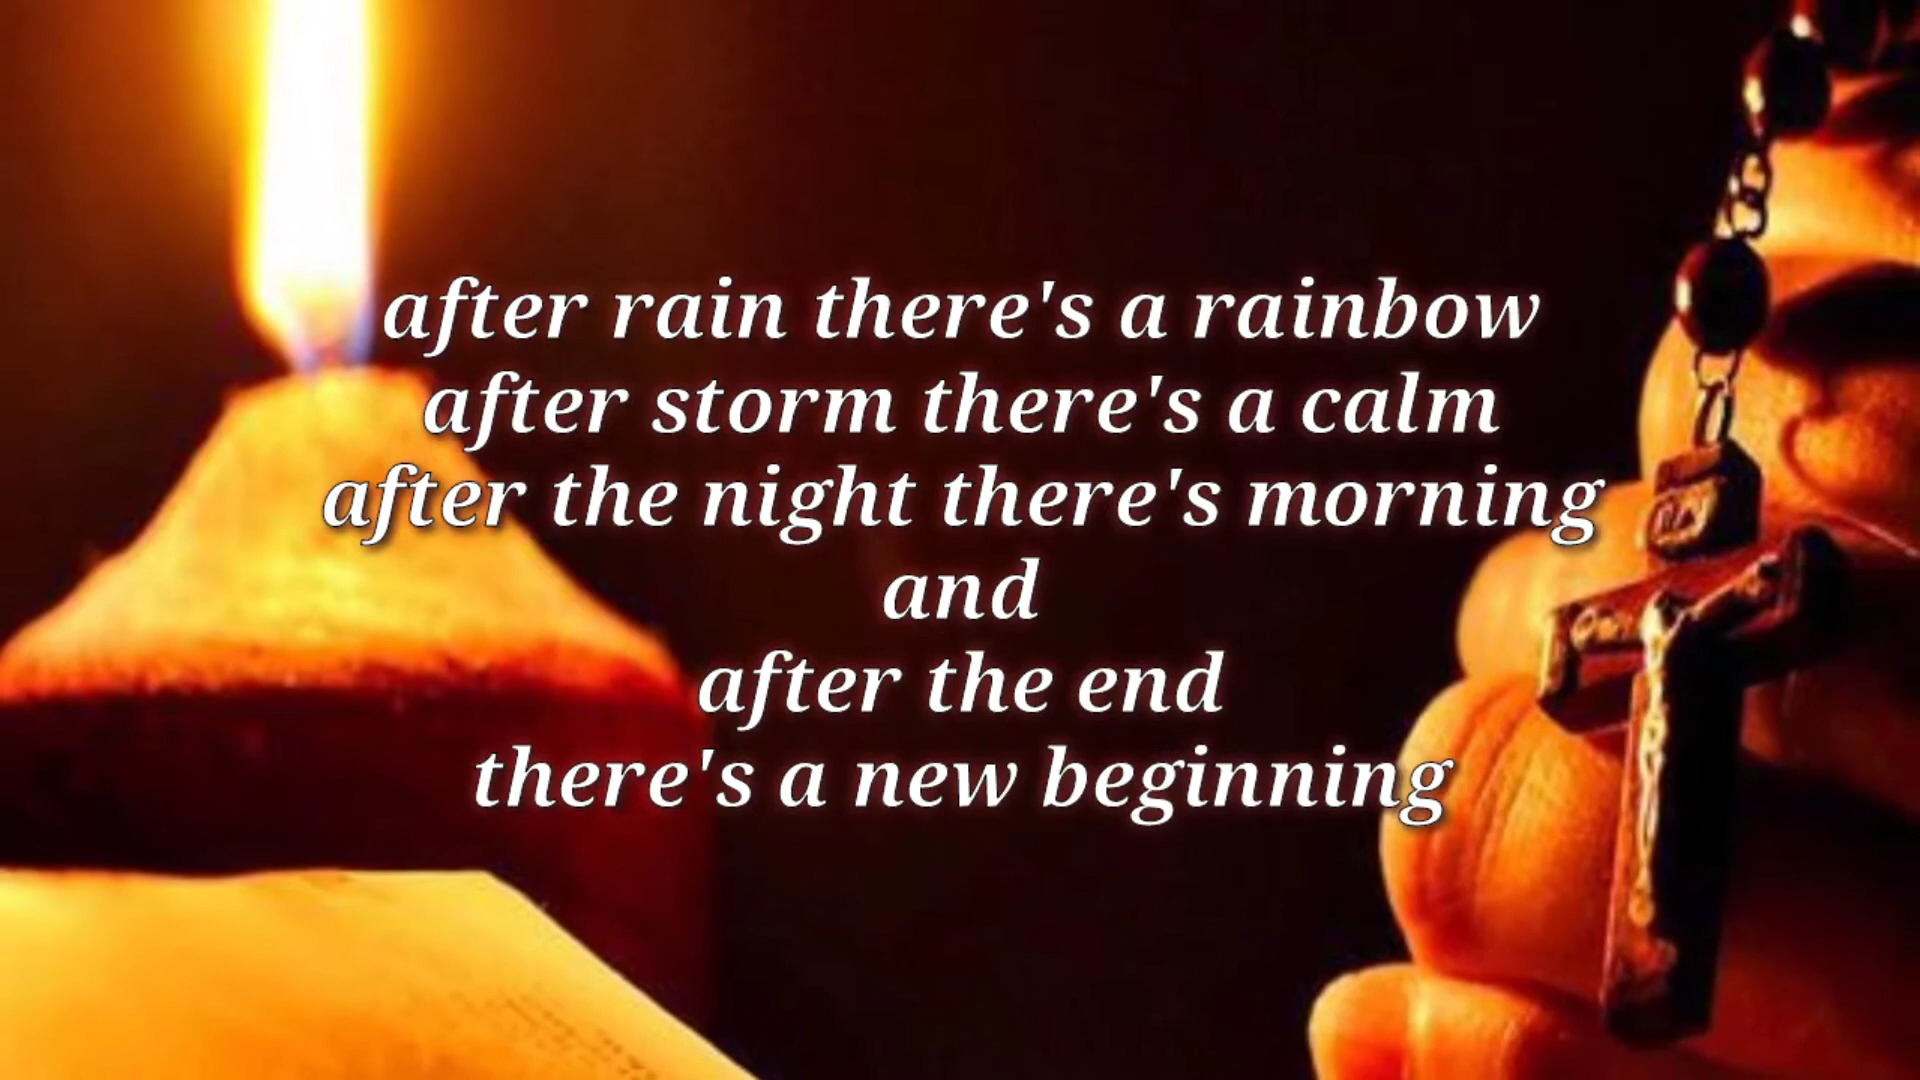 after rain there's a rainbow
after storm there's a calm
after the night there's morning
and
after the end
there's a new beginning